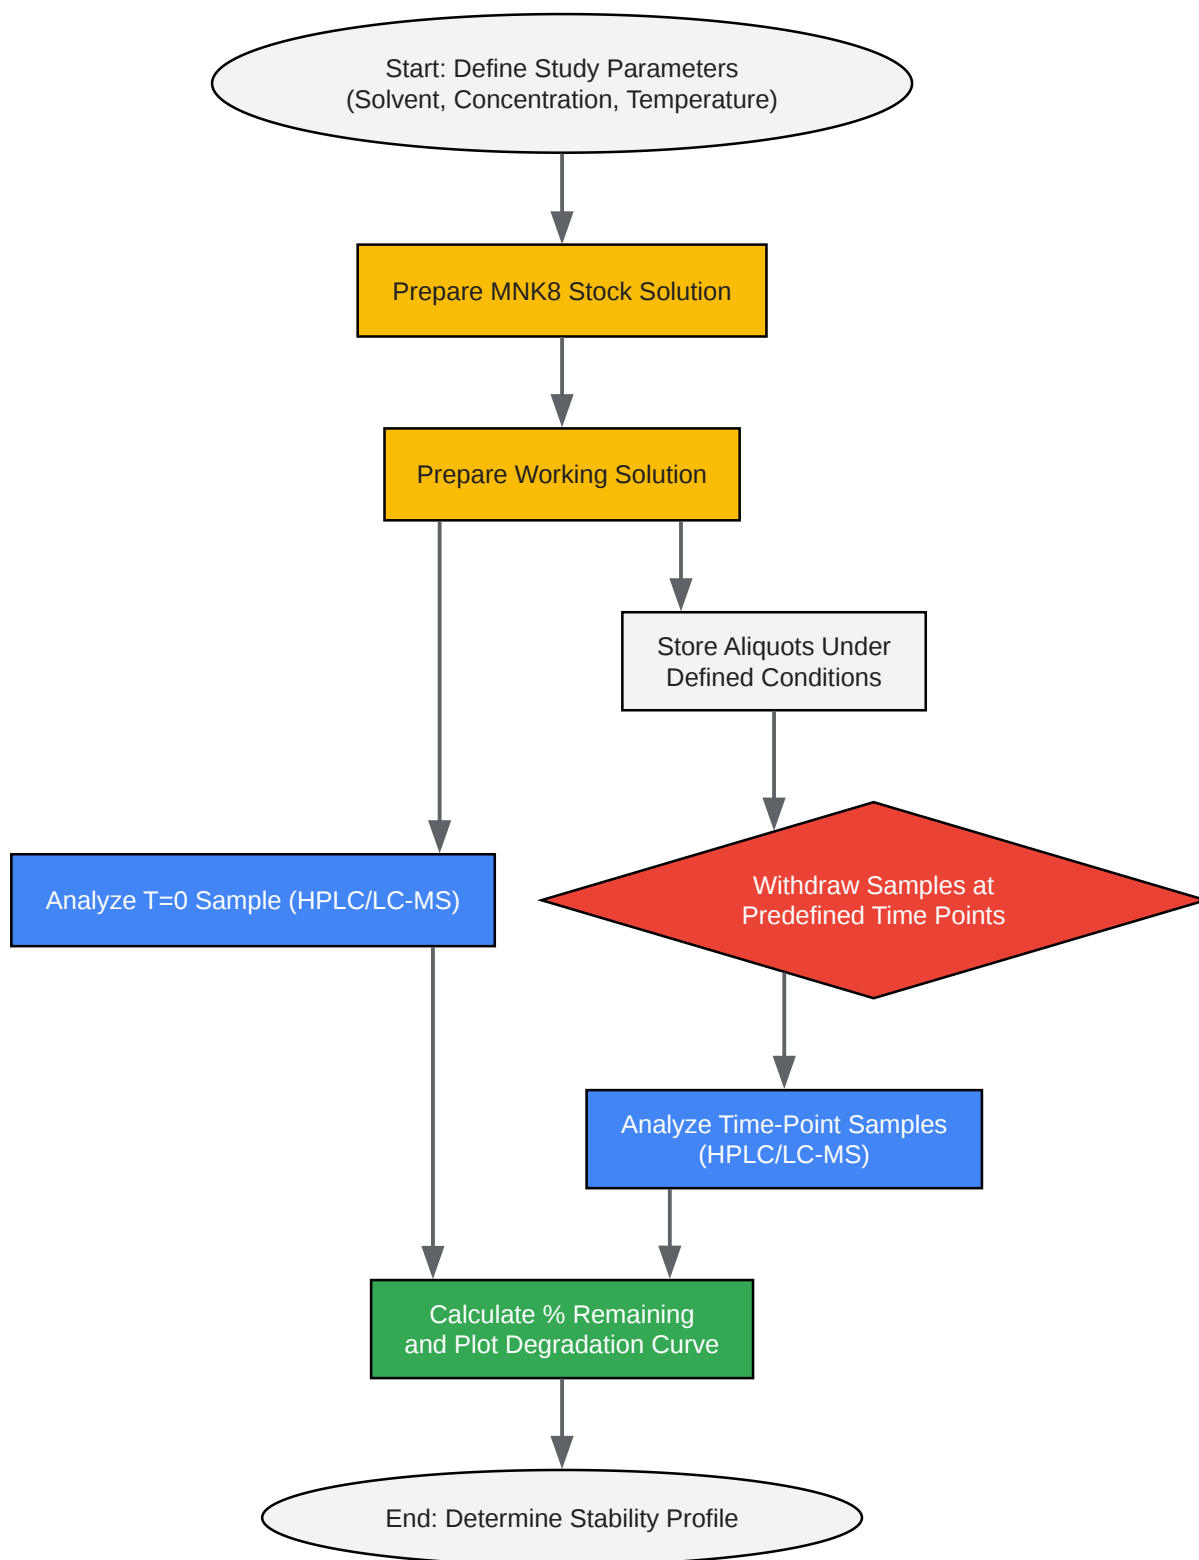 Start: Define Study Parameters
(Solvent, Concentration, Temperature)
Prepare MNK8 Stock Solution
Prepare Working Solution
Store Aliquots Under
Defined Conditions
Analyze T=0 Sample (HPLC/LC-MS)
Withdraw Samples at
Predefined Time Points
Analyze Time-Point Samples
(HPLC/LC-MS)
Calculate % Remaining
and Plot Degradation Curve
End: Determine Stability Profile